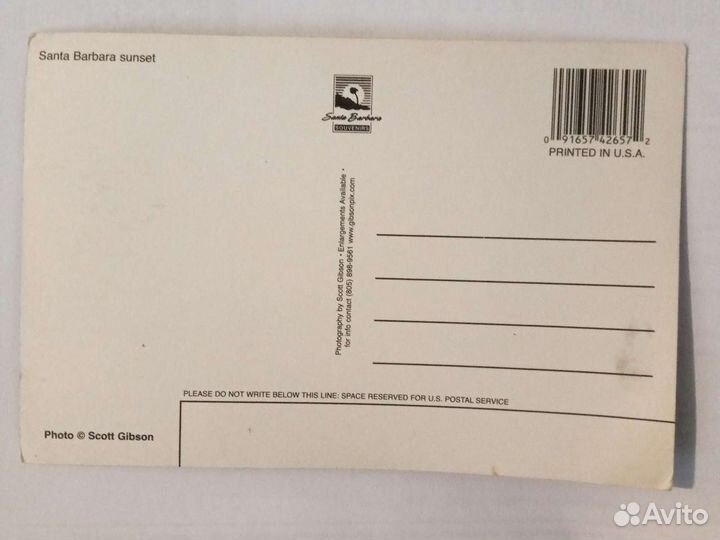 Santa Barbara sunset
Santa Barbara
SOUVENIRS
0 91657 42657 2
PRINTED IN U.S.A.
Photography by Scott Gibson • Enlargements Available •
for info contact (805) 898-9561 www.gibsonpix.com
PLEASE DO NOT WRITE BELOW THIS LINE: SPACE RESERVED FOR U.S. POSTAL SERVICE
Photo © Scott Gibson
Avito